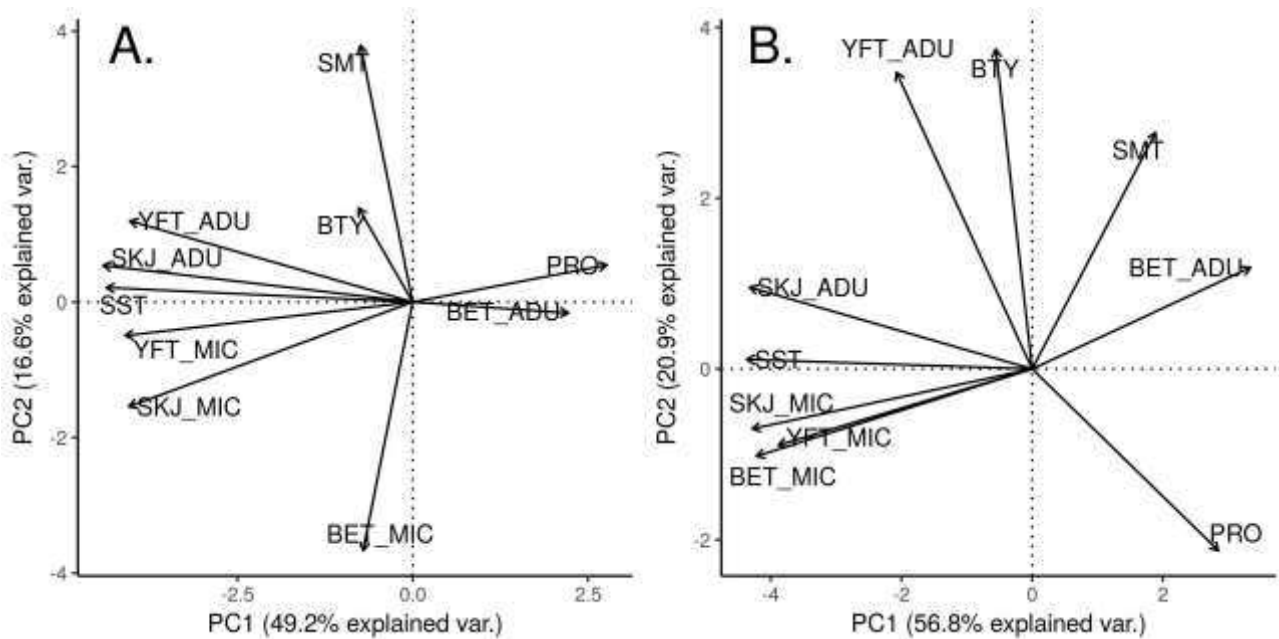 A.
4
2
0
-2
-4
PC2 (16.6% explained var.)
SMT
YFT_ADU
BTY
SKJ_ADU
PRO
SST
BET_ADU
YFT_MIC
SKJ_MIC
BET_MIC
-2.5
0.0
2.5
PC1 (49.2% explained var.)
B.
4
2
0
-2
PC2 (20.9% explained var.)
YFT_ADU
BTY
SMT
BET_ADU
SKJ_ADU
SST
SKJ_MIC
YFT_MIC
BET_MIC
PRO
-4
-2
0
2
PC1 (56.8% explained var.)